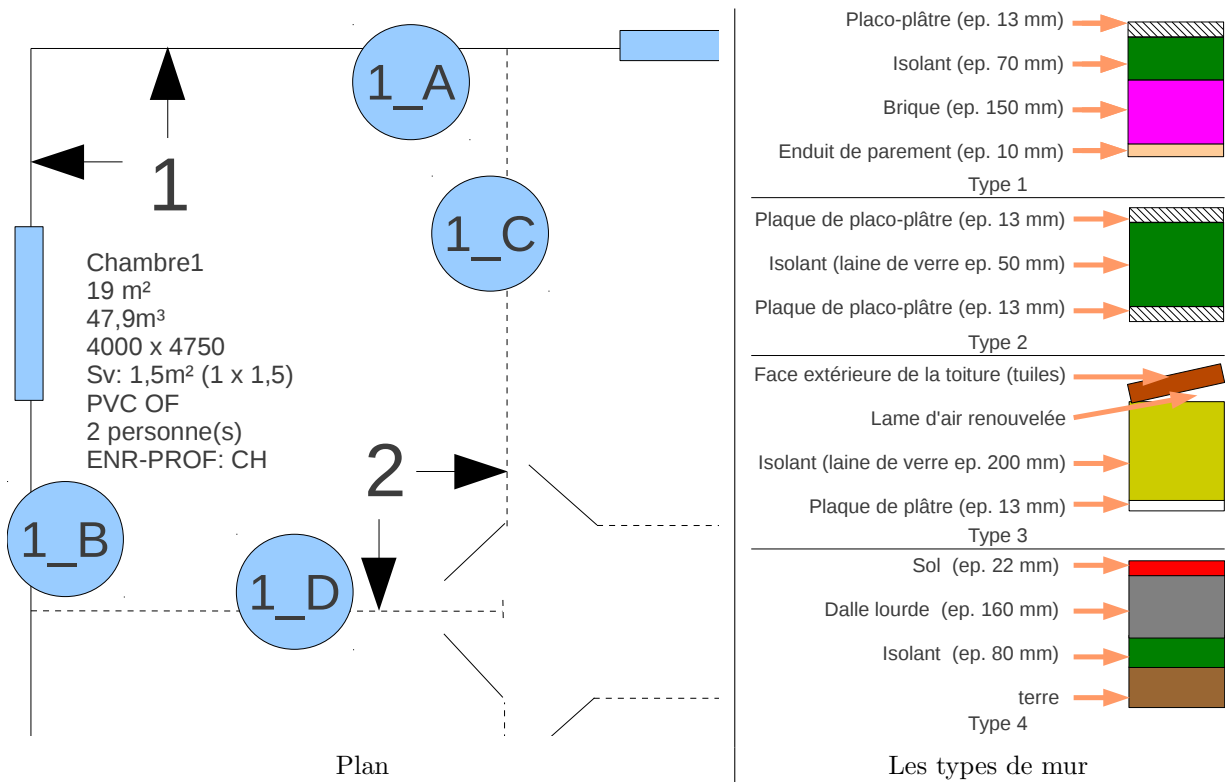 1_A
1
1_C
Chambre1
19 m²
47,9m³
4000 x 4750
Sv: 1,5m² (1 x 1,5)
PVC OF
2 personne(s)
ENR-PROF: CH
2
1_B
1_D
Plan
Placo-plâtre (ep. 13 mm)
Isolant (ep. 70 mm)
Brique (ep. 150 mm)
Enduit de parement (ep. 10 mm)
Type 1
Plaque de placo-plâtre (ep. 13 mm)
Isolant (laine de verre ep. 50 mm)
Plaque de placo-plâtre (ep. 13 mm)
Type 2
Face extérieure de la toiture (tuiles)
Lame d'air renouvelée
Isolant (laine de verre ep. 200 mm)
Plaque de plâtre (ep. 13 mm)
Type 3
Sol (ep. 22 mm)
Dalle lourde (ep. 160 mm)
Isolant (ep. 80 mm)
terre
Type 4
Les types de mur